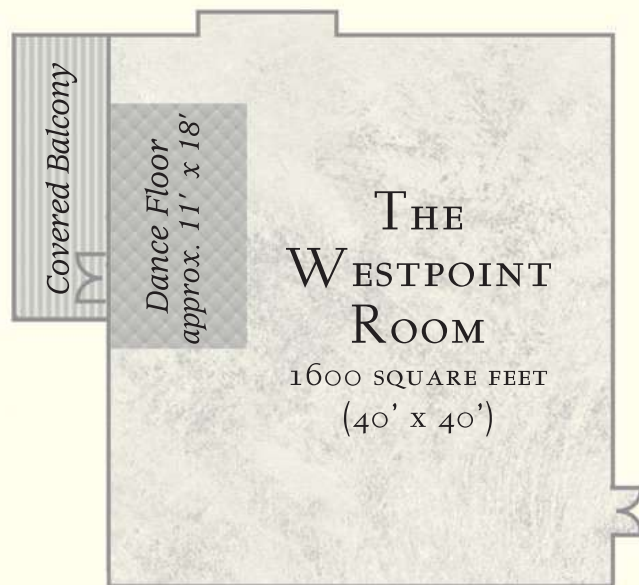 Covered Balcony
Dance Floor
approx. 11' x 18'
The
Westpoint
Room
1600 square feet
(40' x 40')